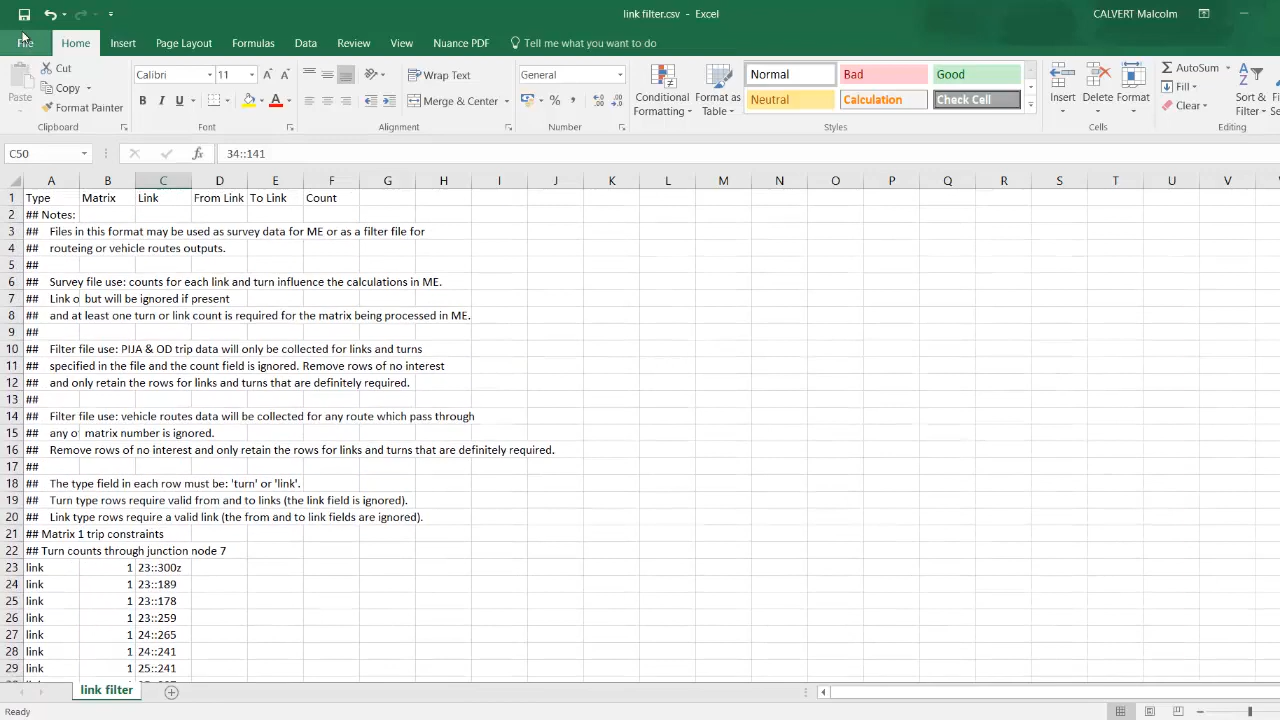 link filter.csv - Excel
CALVERT Malcolm
File Home Insert Page Layout Formulas Data Review View Nuance PDF Tell me what you want to do
Paste
Cut
Copy
Format Painter
Clipboard
Calibri 11
B I U
Font
Wrap Text
Merge & Center
Alignment
General
%
Number
Conditional Formatting
Format as Table
Normal Bad Good
Neutral Calculation Check Cell
Styles
Insert Delete Format
Cells
AutoSum
Fill
Clear
Sort & Filter
Editing
C50 fx 34::141
A B C D E F G H I J K L M N O P Q R S T U V
1 Type Matrix Link From Link To Link Count
2 ## Notes:
3 ## Files in this format may be used as survey data for ME or as a filter file for
4 ## routeing or vehicle routes outputs.
5 ##
6 ## Survey file use: counts for each link and turn influence the calculations in ME.
7 ## Link o but will be ignored if present
8 ## and at least one turn or link count is required for the matrix being processed in ME.
9 ##
10 ## Filter file use: PIJA & OD trip data will only be collected for links and turns
11 ## specified in the file and the count field is ignored. Remove rows of no interest
12 ## and only retain the rows for links and turns that are definitely required.
13 ##
14 ## Filter file use: vehicle routes data will be collected for any route which pass through
15 ## any o matrix number is ignored.
16 ## Remove rows of no interest and only retain the rows for links and turns that are definitely required.
17 ##
18 ## The type field in each row must be: 'turn' or 'link'.
19 ## Turn type rows require valid from and to links (the link field is ignored).
20 ## Link type rows require a valid link (the from and to link fields are ignored).
21 ## Matrix 1 trip constraints
22 ## Turn counts through junction node 7
23 link 1 23::300z
24 link 1 23::189
25 link 1 23::178
26 link 1 23::259
27 link 1 24::265
28 link 1 24::241
29 link 1 25::241
link filter
Ready